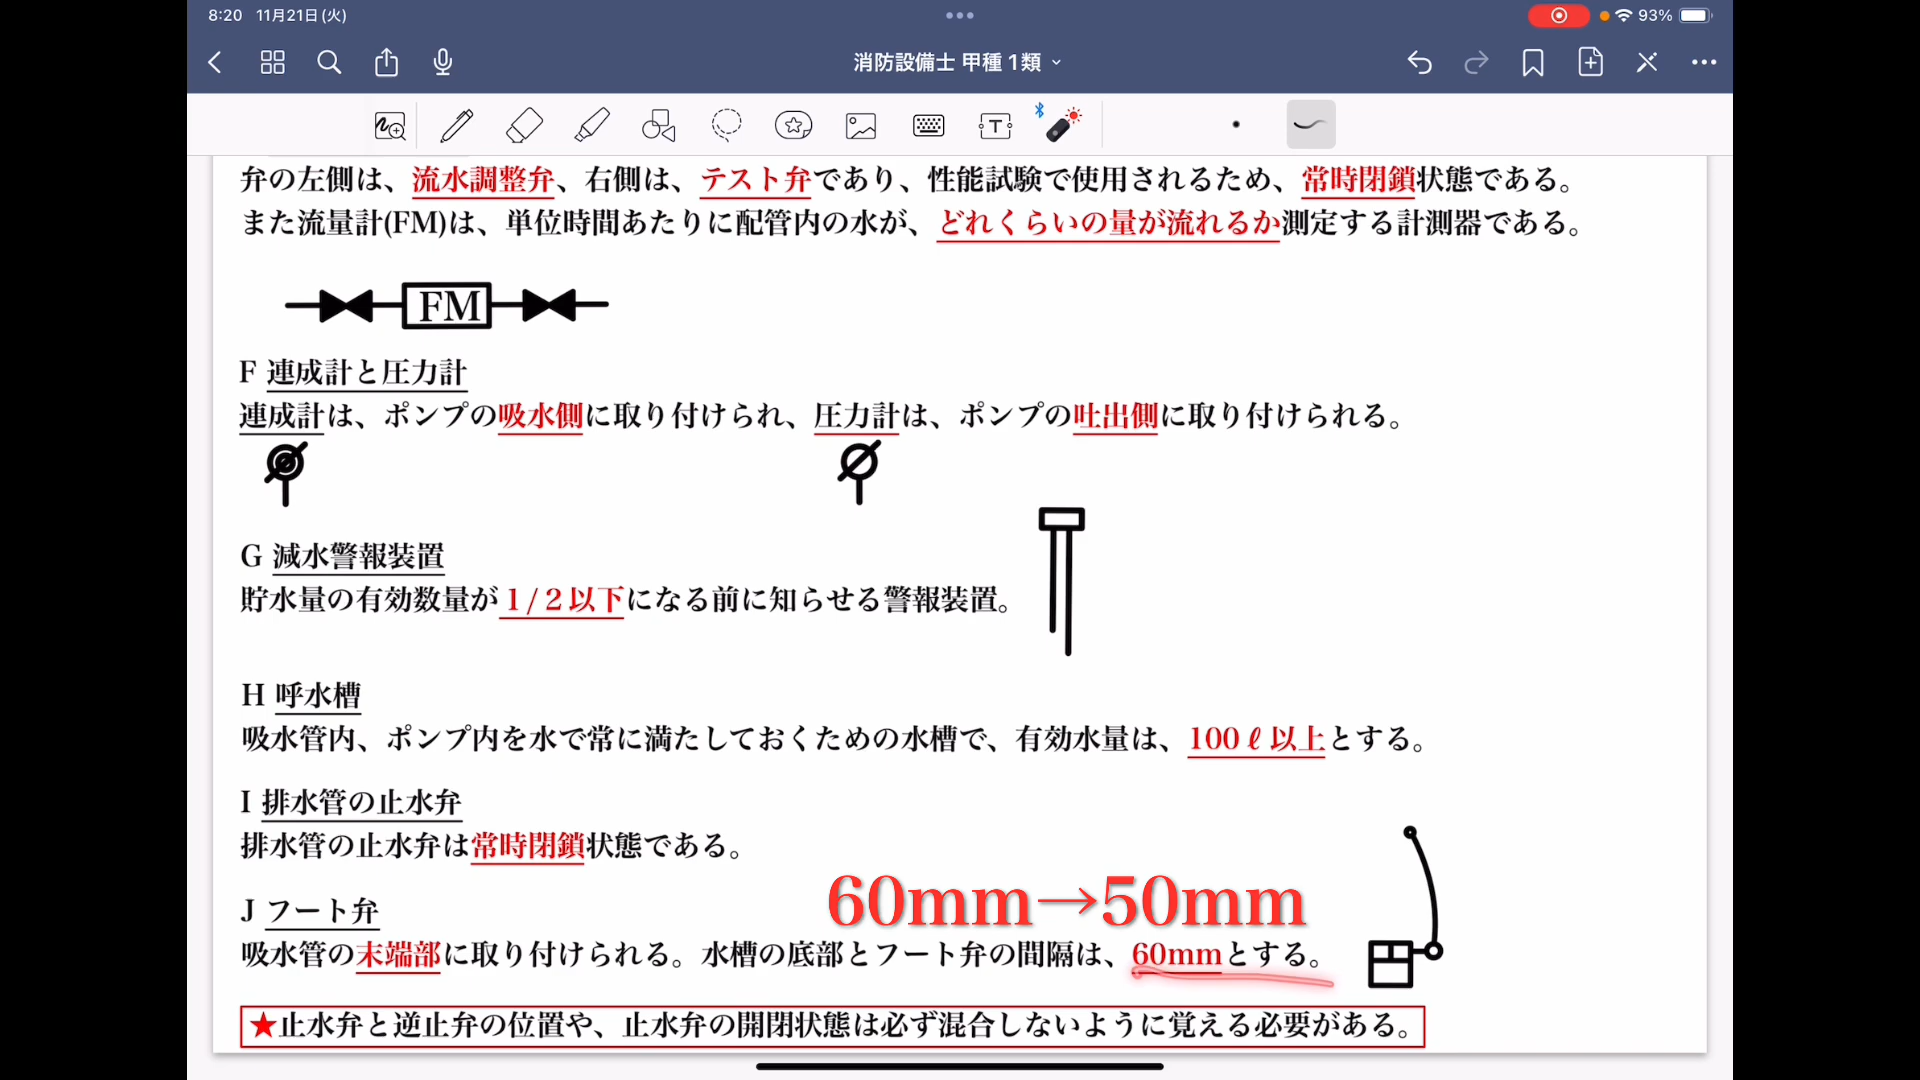 8:20 11月21日(火)
93%
消防設備士 甲種 1類
T
弁の左側は、流水調整弁、右側は、テスト弁であり、性能試験で使用されるため、常時閉鎖状態である。
また流量計(FM)は、単位時間あたりに配管内の水が、どれくらいの量が流れるか測定する計測器である。
FM
F 連成計と圧力計
連成計は、ポンプの吸水側に取り付けられ、圧力計は、ポンプの吐出側に取り付けられる。
G 減水警報装置
貯水量の有効数量が1/2以下になる前に知らせる警報装置。
H 呼水槽
吸水管内、ポンプ内を水で常に満たしておくための水槽で、有効水量は、100ℓ以上とする。
I 排水管の止水弁
排水管の止水弁は常時閉鎖状態である。
60mm→50mm
J フート弁
吸水管の末端部に取り付けられる。水槽の底部とフート弁の間隔は、60mmとする。
★止水弁と逆止弁の位置や、止水弁の開閉状態は必ず混合しないように覚える必要がある。